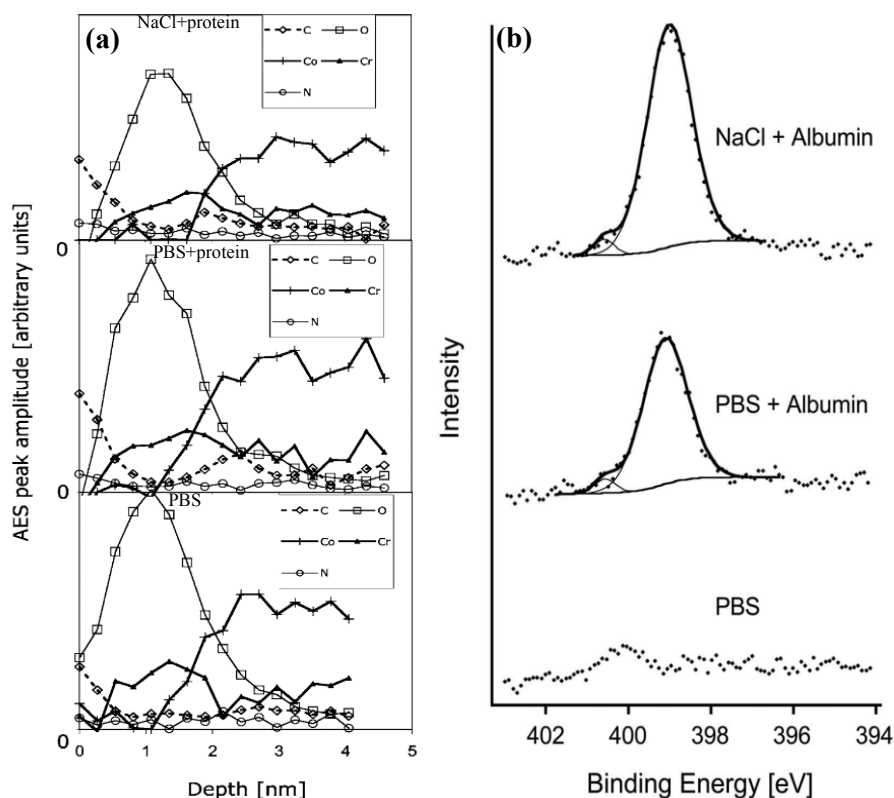 (a)
NaCl+protein
C O
Co Cr
N
0
PBS+protein
C O
Co Cr
N
0
PBS
C O
Co Cr
N
0
AES peak amplitude [arbitrary units]
0 1 2 3 4 5
Depth [nm]
(b)
NaCl + Albumin
PBS + Albumin
PBS
Intensity
402 400 398 396 394
Binding Energy [eV]